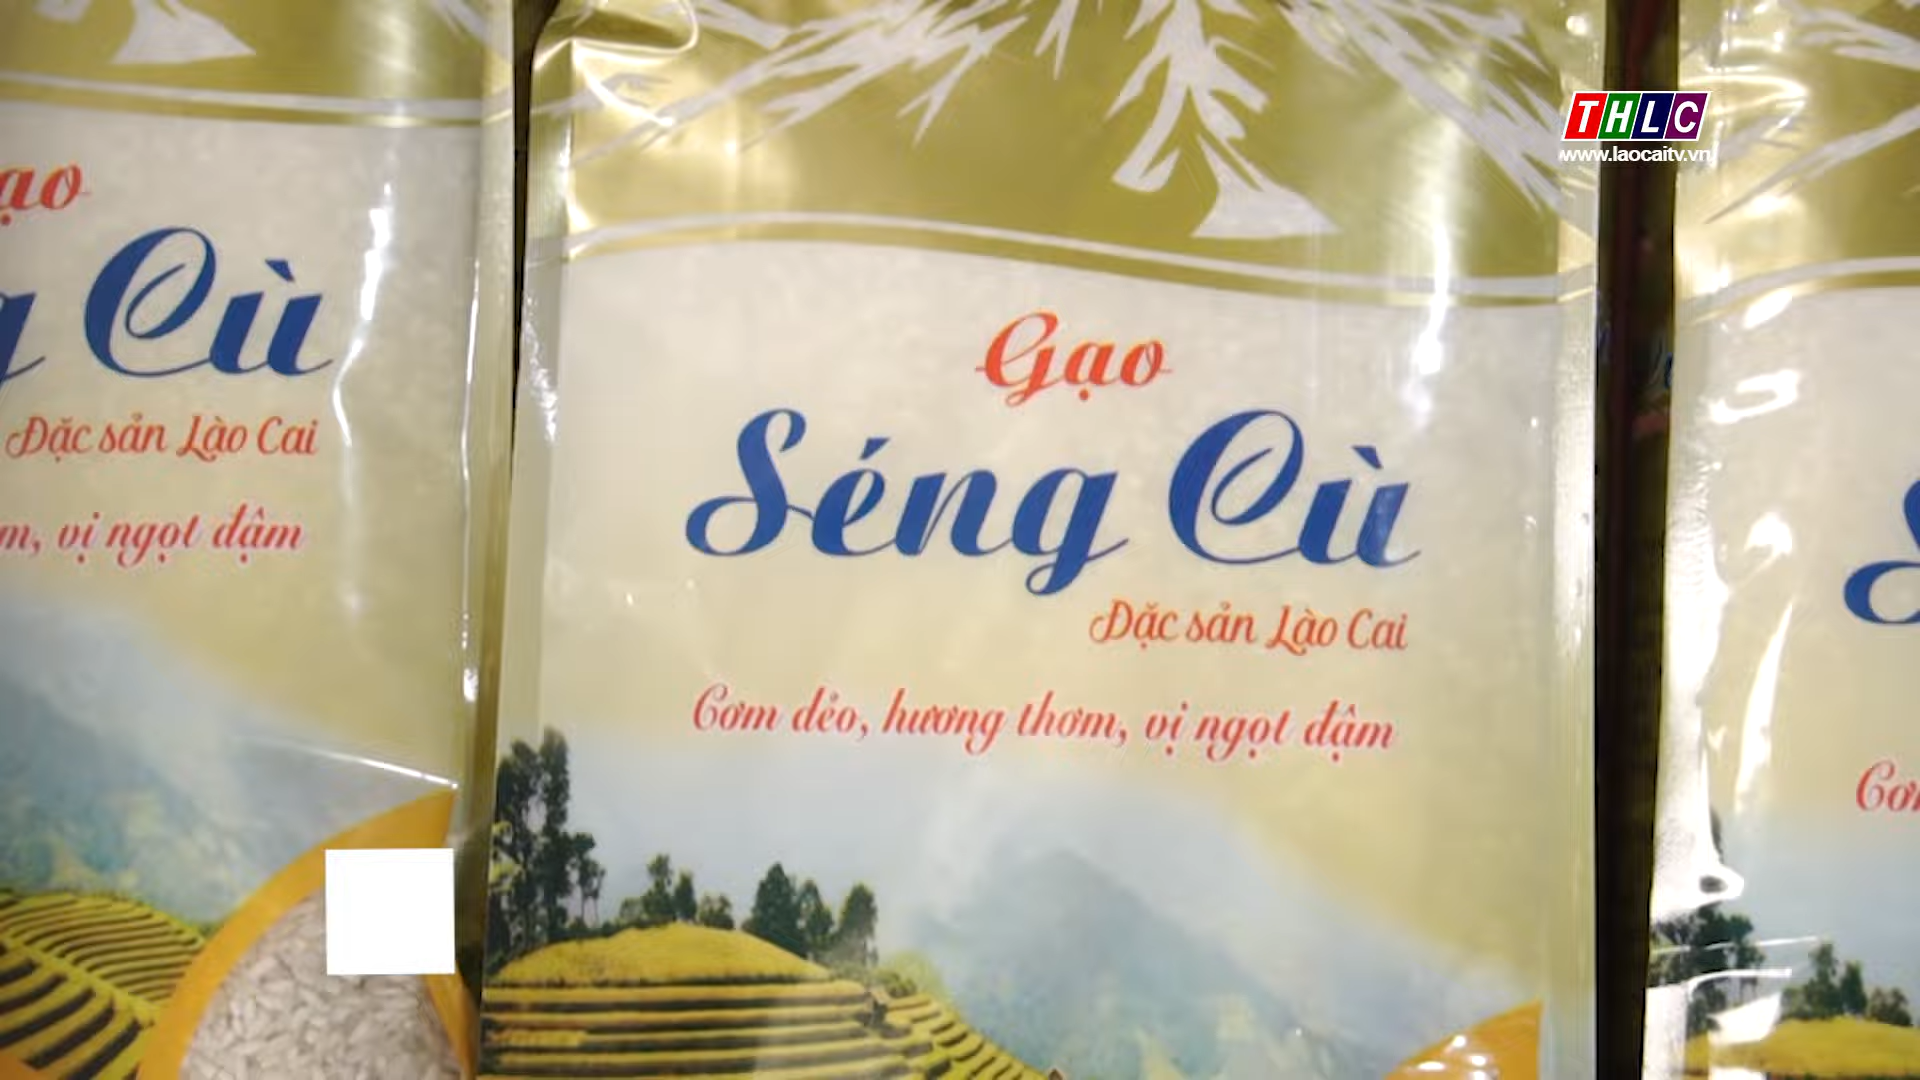 THLC
www.laocaitv.vn
Cù
Đặc sản Lào Cai
vị ngọt đậm
Gạo
Séng Cù
Đặc sản Lào Cai
Cơm dẻo, hương thơm, vị ngọt đậm